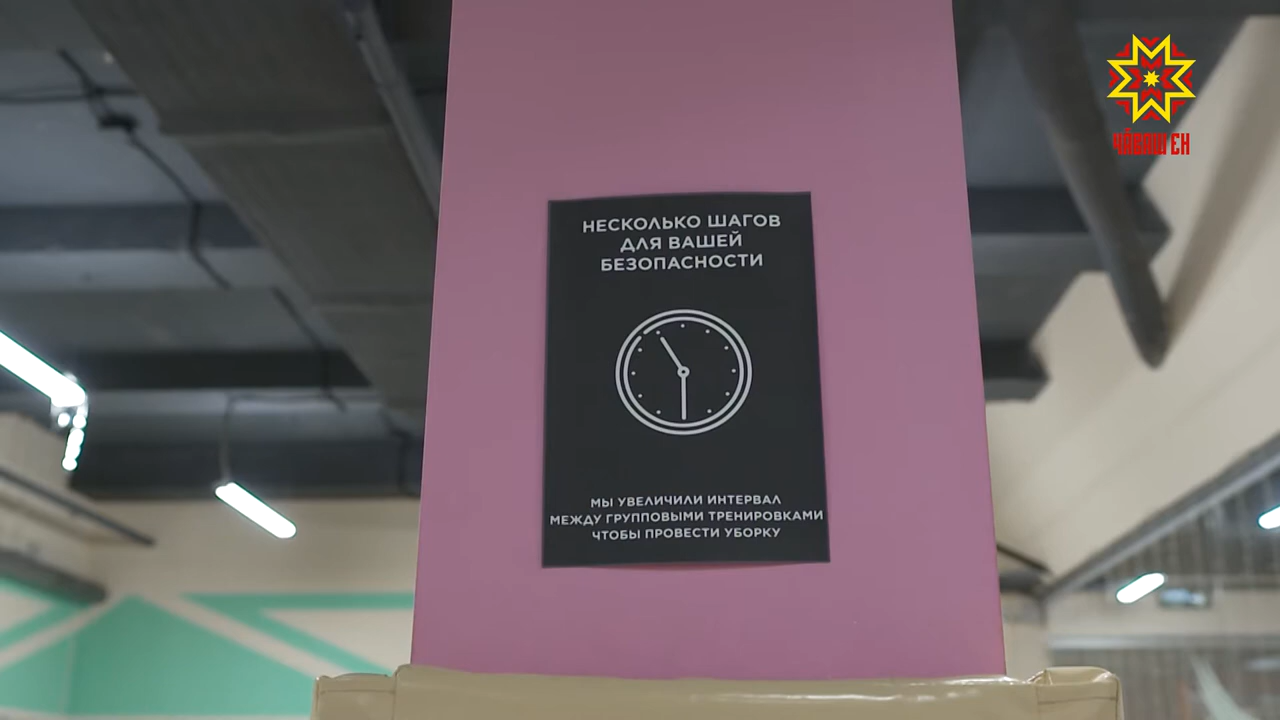 ЧӐВАШ ЕН
НЕСКОЛЬКО ШАГОВ
ДЛЯ ВАШЕЙ
БЕЗОПАСНОСТИ
МЫ УВЕЛИЧИЛИ ИНТЕРВАЛ
МЕЖДУ ГРУППОВЫМИ ТРЕНИРОВКАМИ
ЧТОБЫ ПРОВЕСТИ УБОРКУ